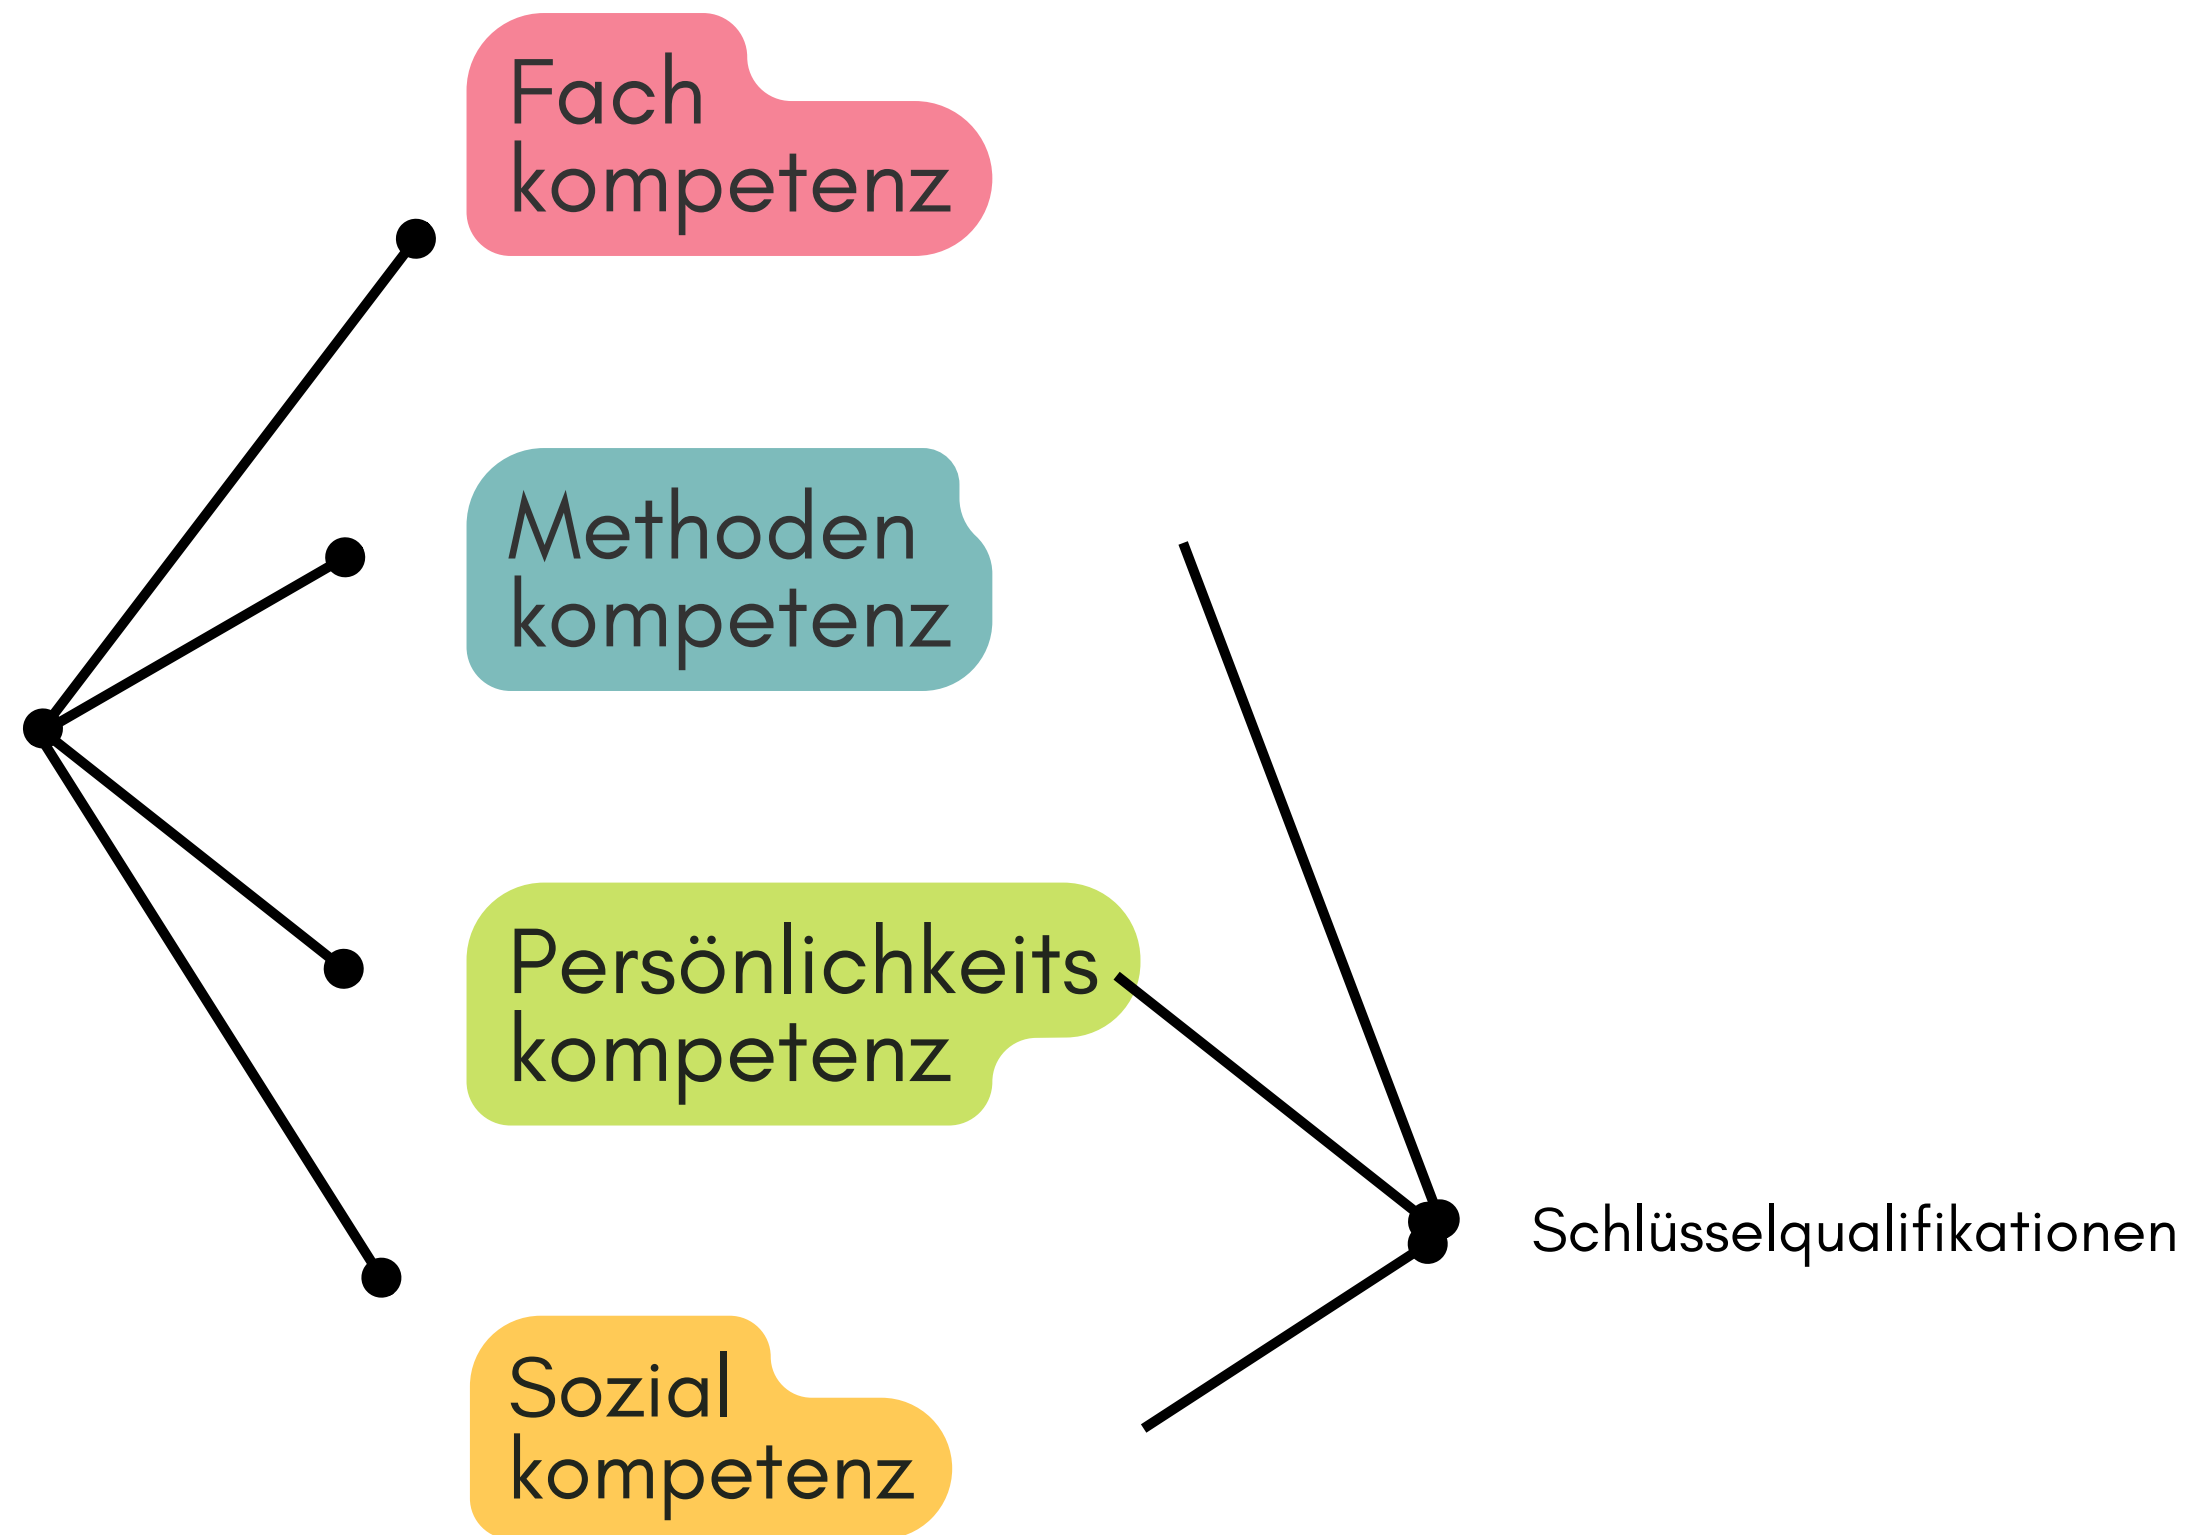 Fach
kompetenz
Methoden
kompetenz
Persönlichkeits
kompetenz
Schlüsselqualifikationen
Sozial
kompetenz